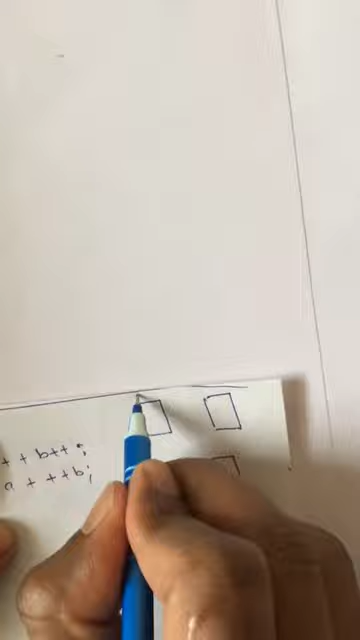 + + b++;
a + ++b;